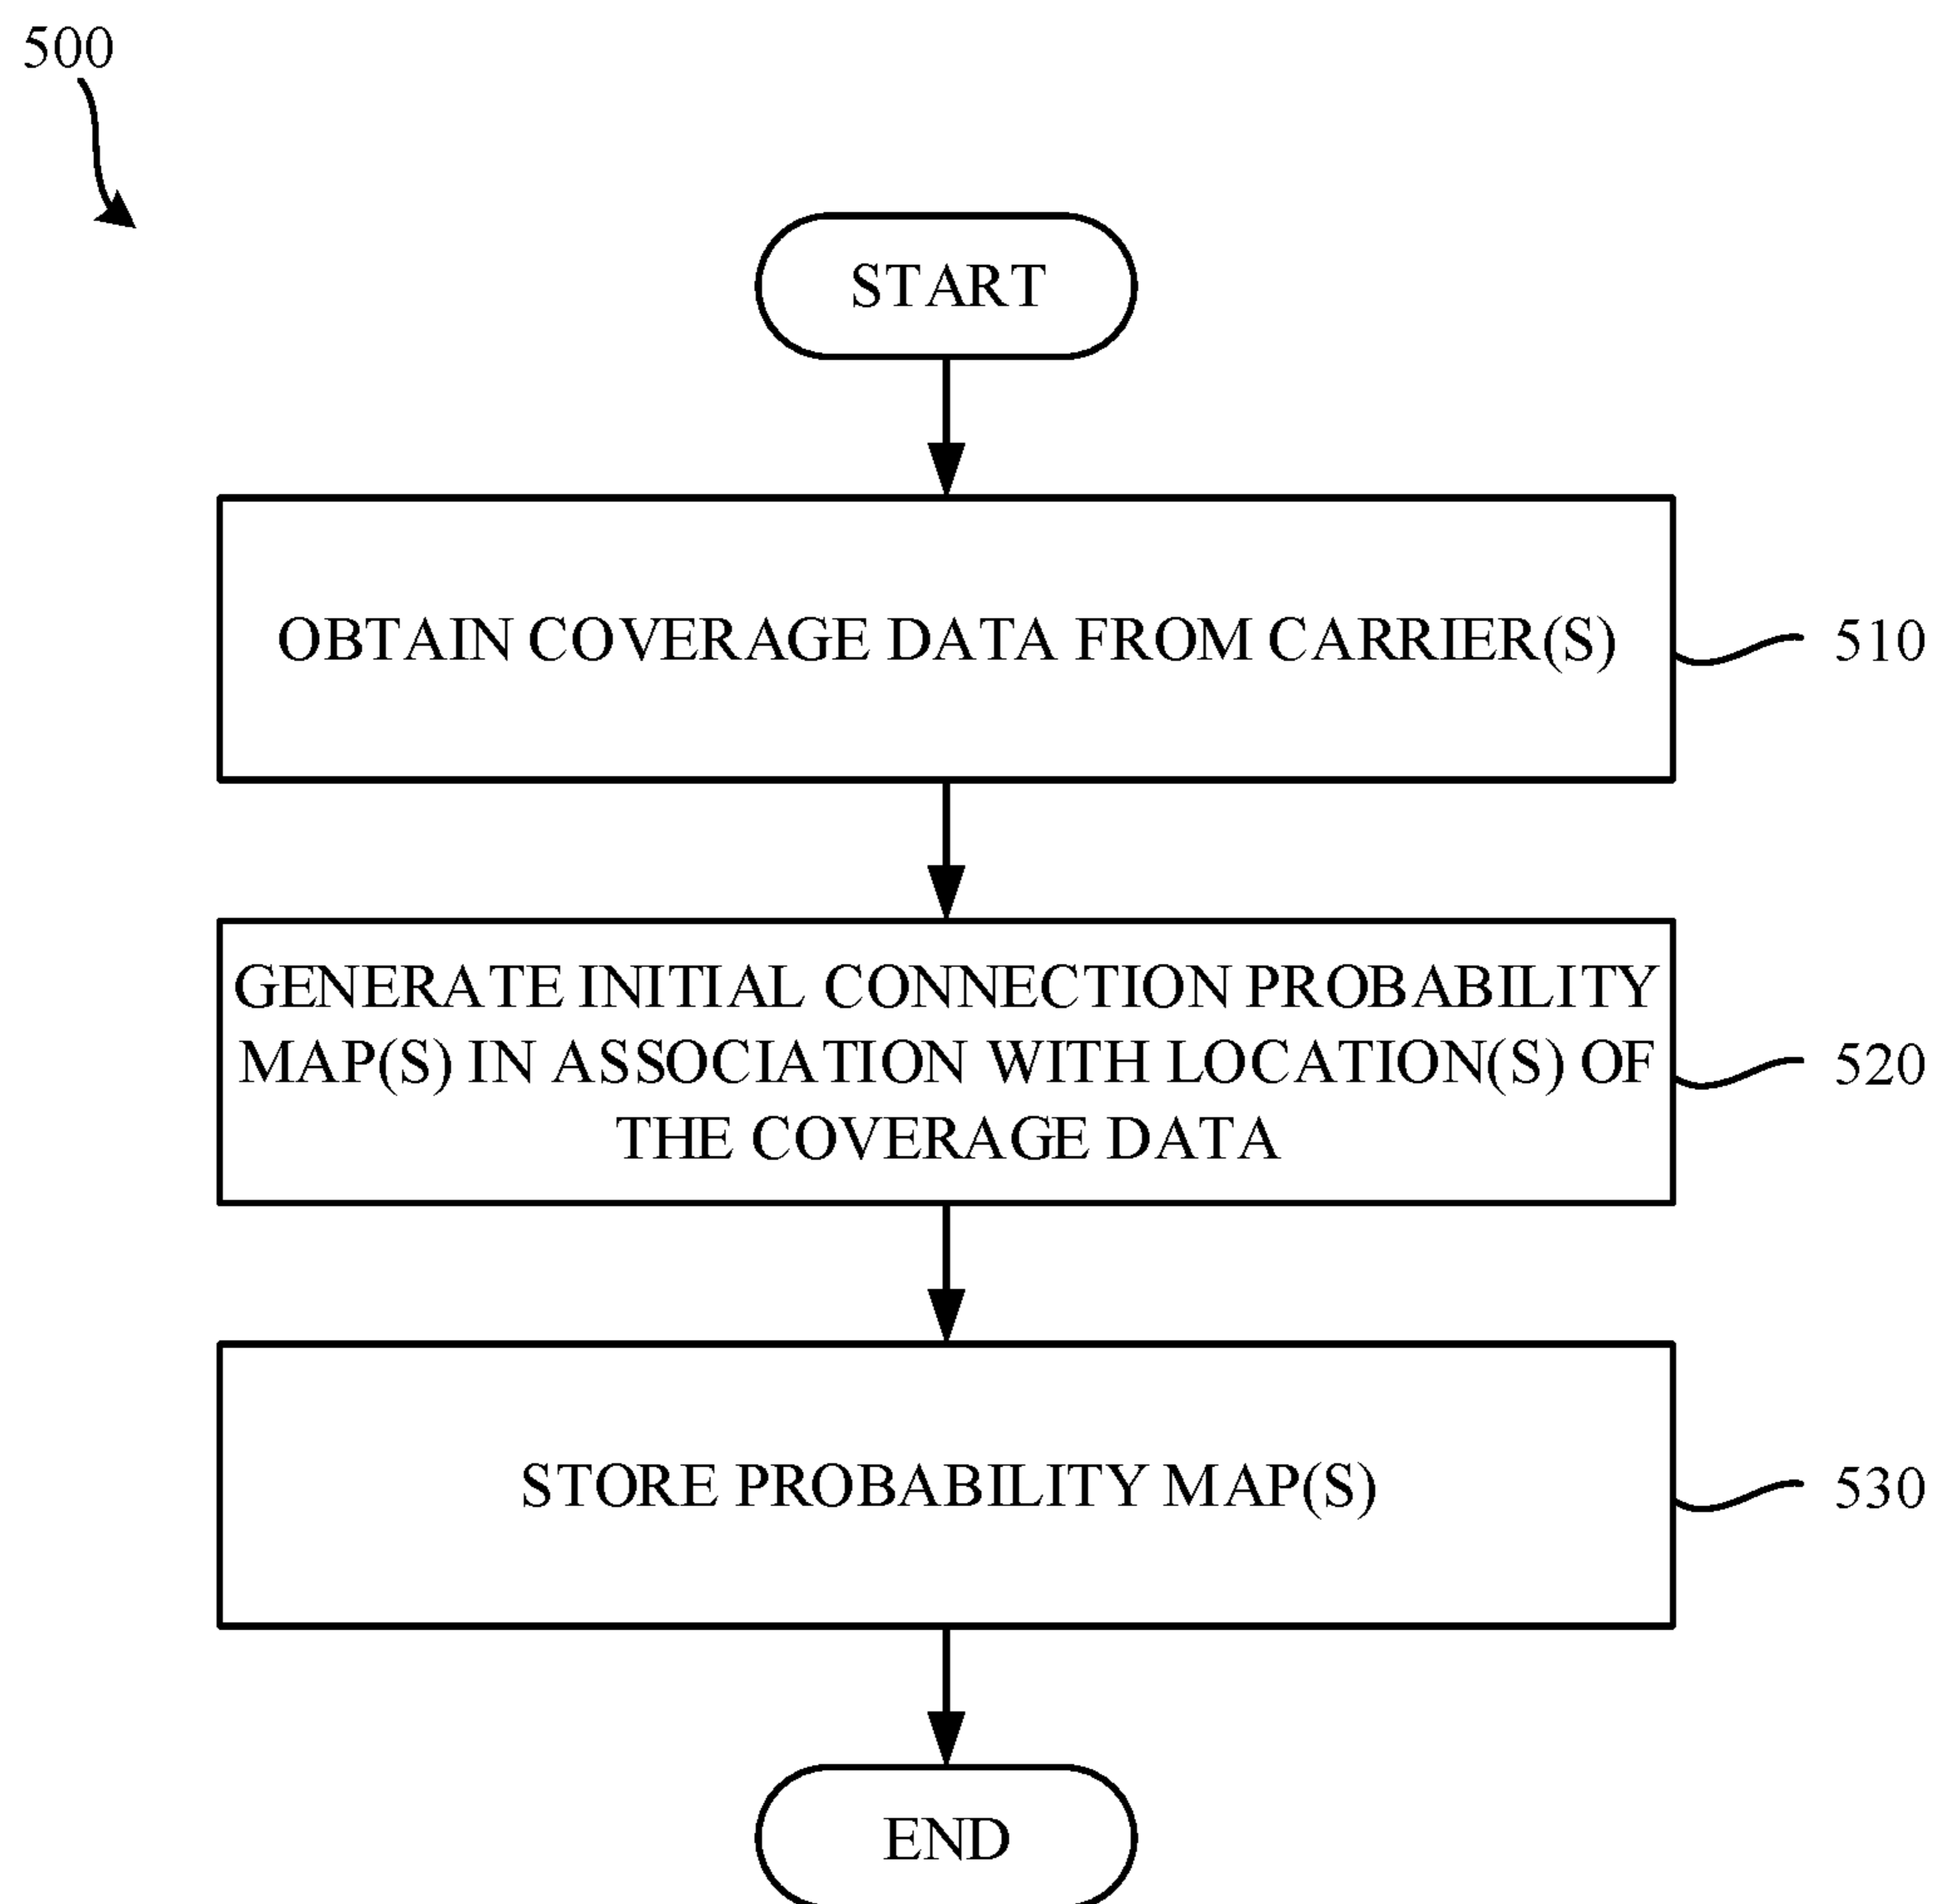 500
START
OBTAIN COVERAGE DATA FROM CARRIER(S)
510
GENERATE INITIAL CONNECTION PROBABILITY
MAP(S) IN ASSOCIATION WITH LOCATION(S) OF
THE COVERAGE DATA
520
STORE PROBABILITY MAP(S)
530
END